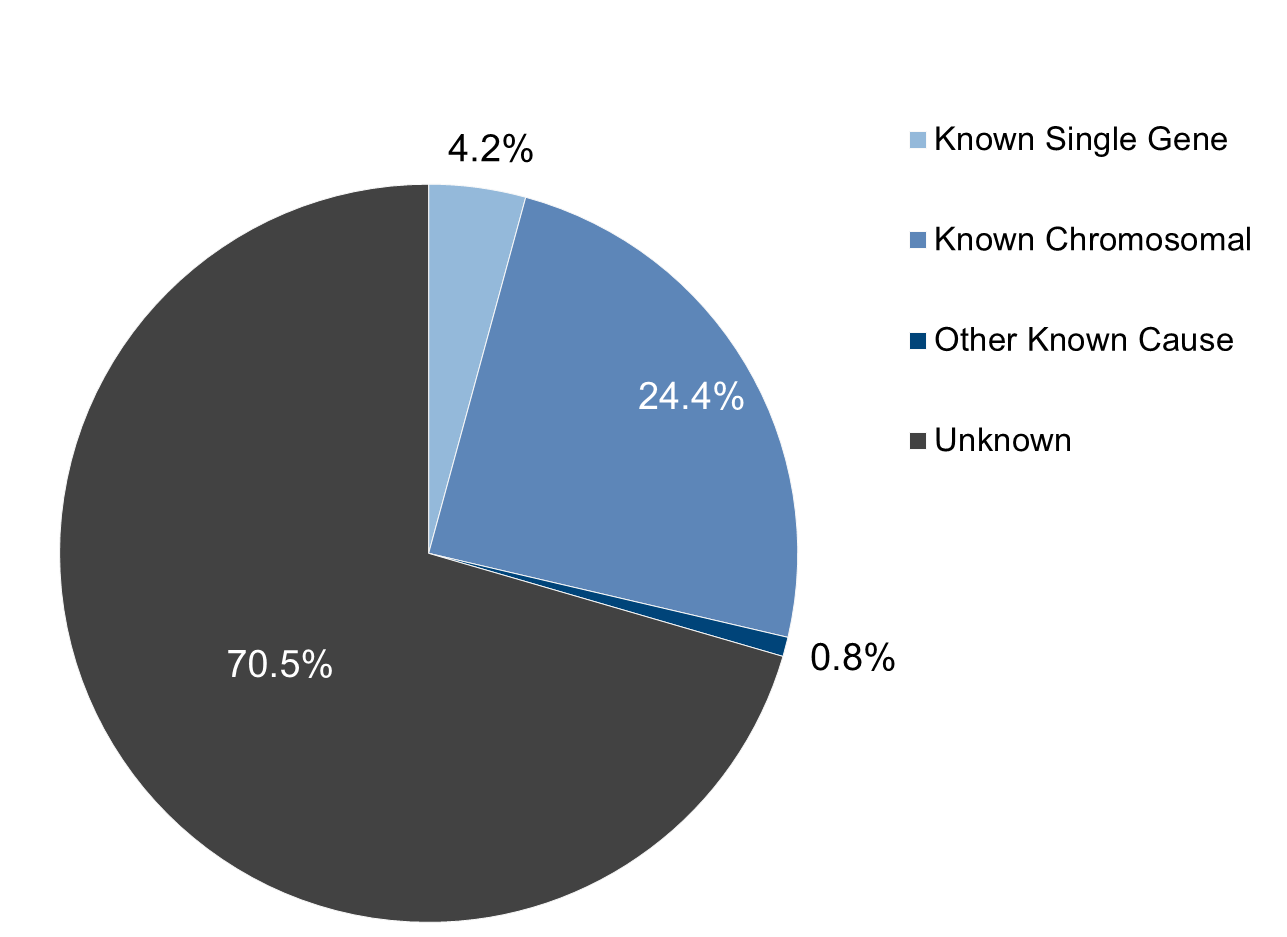 4.2%
Known Single Gene
Known Chromosomal
Other Known Cause
24.4%
Unknown
0.8%
70.5%